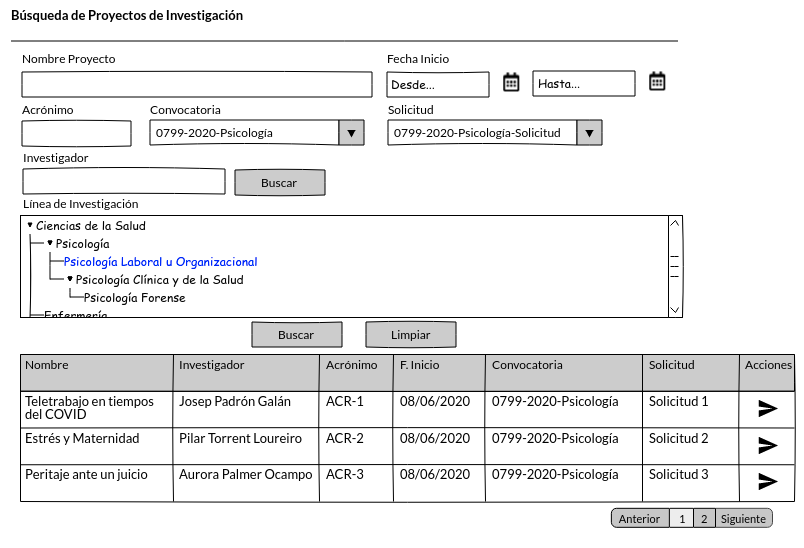 Búsqueda de Proyectos de Investigación
Nombre Proyecto
Fecha Inicio
Desde...
Hasta...
Acrónimo
Convocatoria
Solicitud
0799-2020-Psicología
0799-2020-Psicología-Solicitud
Investigador
Buscar
Línea de Investigación
Ciencias de la Salud
Psicología
Psicología Laboral u Organizacional
Psicología Clínica y de la Salud
Psicología Forense
Enfermería
Buscar
Limpiar
Nombre Investigador Acrónimo F. Inicio Convocatoria Solicitud Acciones
Teletrabajo en tiempos Josep Padrón Galán ACR-1 08/06/2020 0799-2020-Psicología Solicitud 1
del COVID
Estrés y Maternidad Pilar Torrent Loureiro ACR-2 08/06/2020 0799-2020-Psicología Solicitud 2
Peritaje ante un juicio Aurora Palmer Ocampo ACR-3 08/06/2020 0799-2020-Psicología Solicitud 3
Anterior 1 2 Siguiente